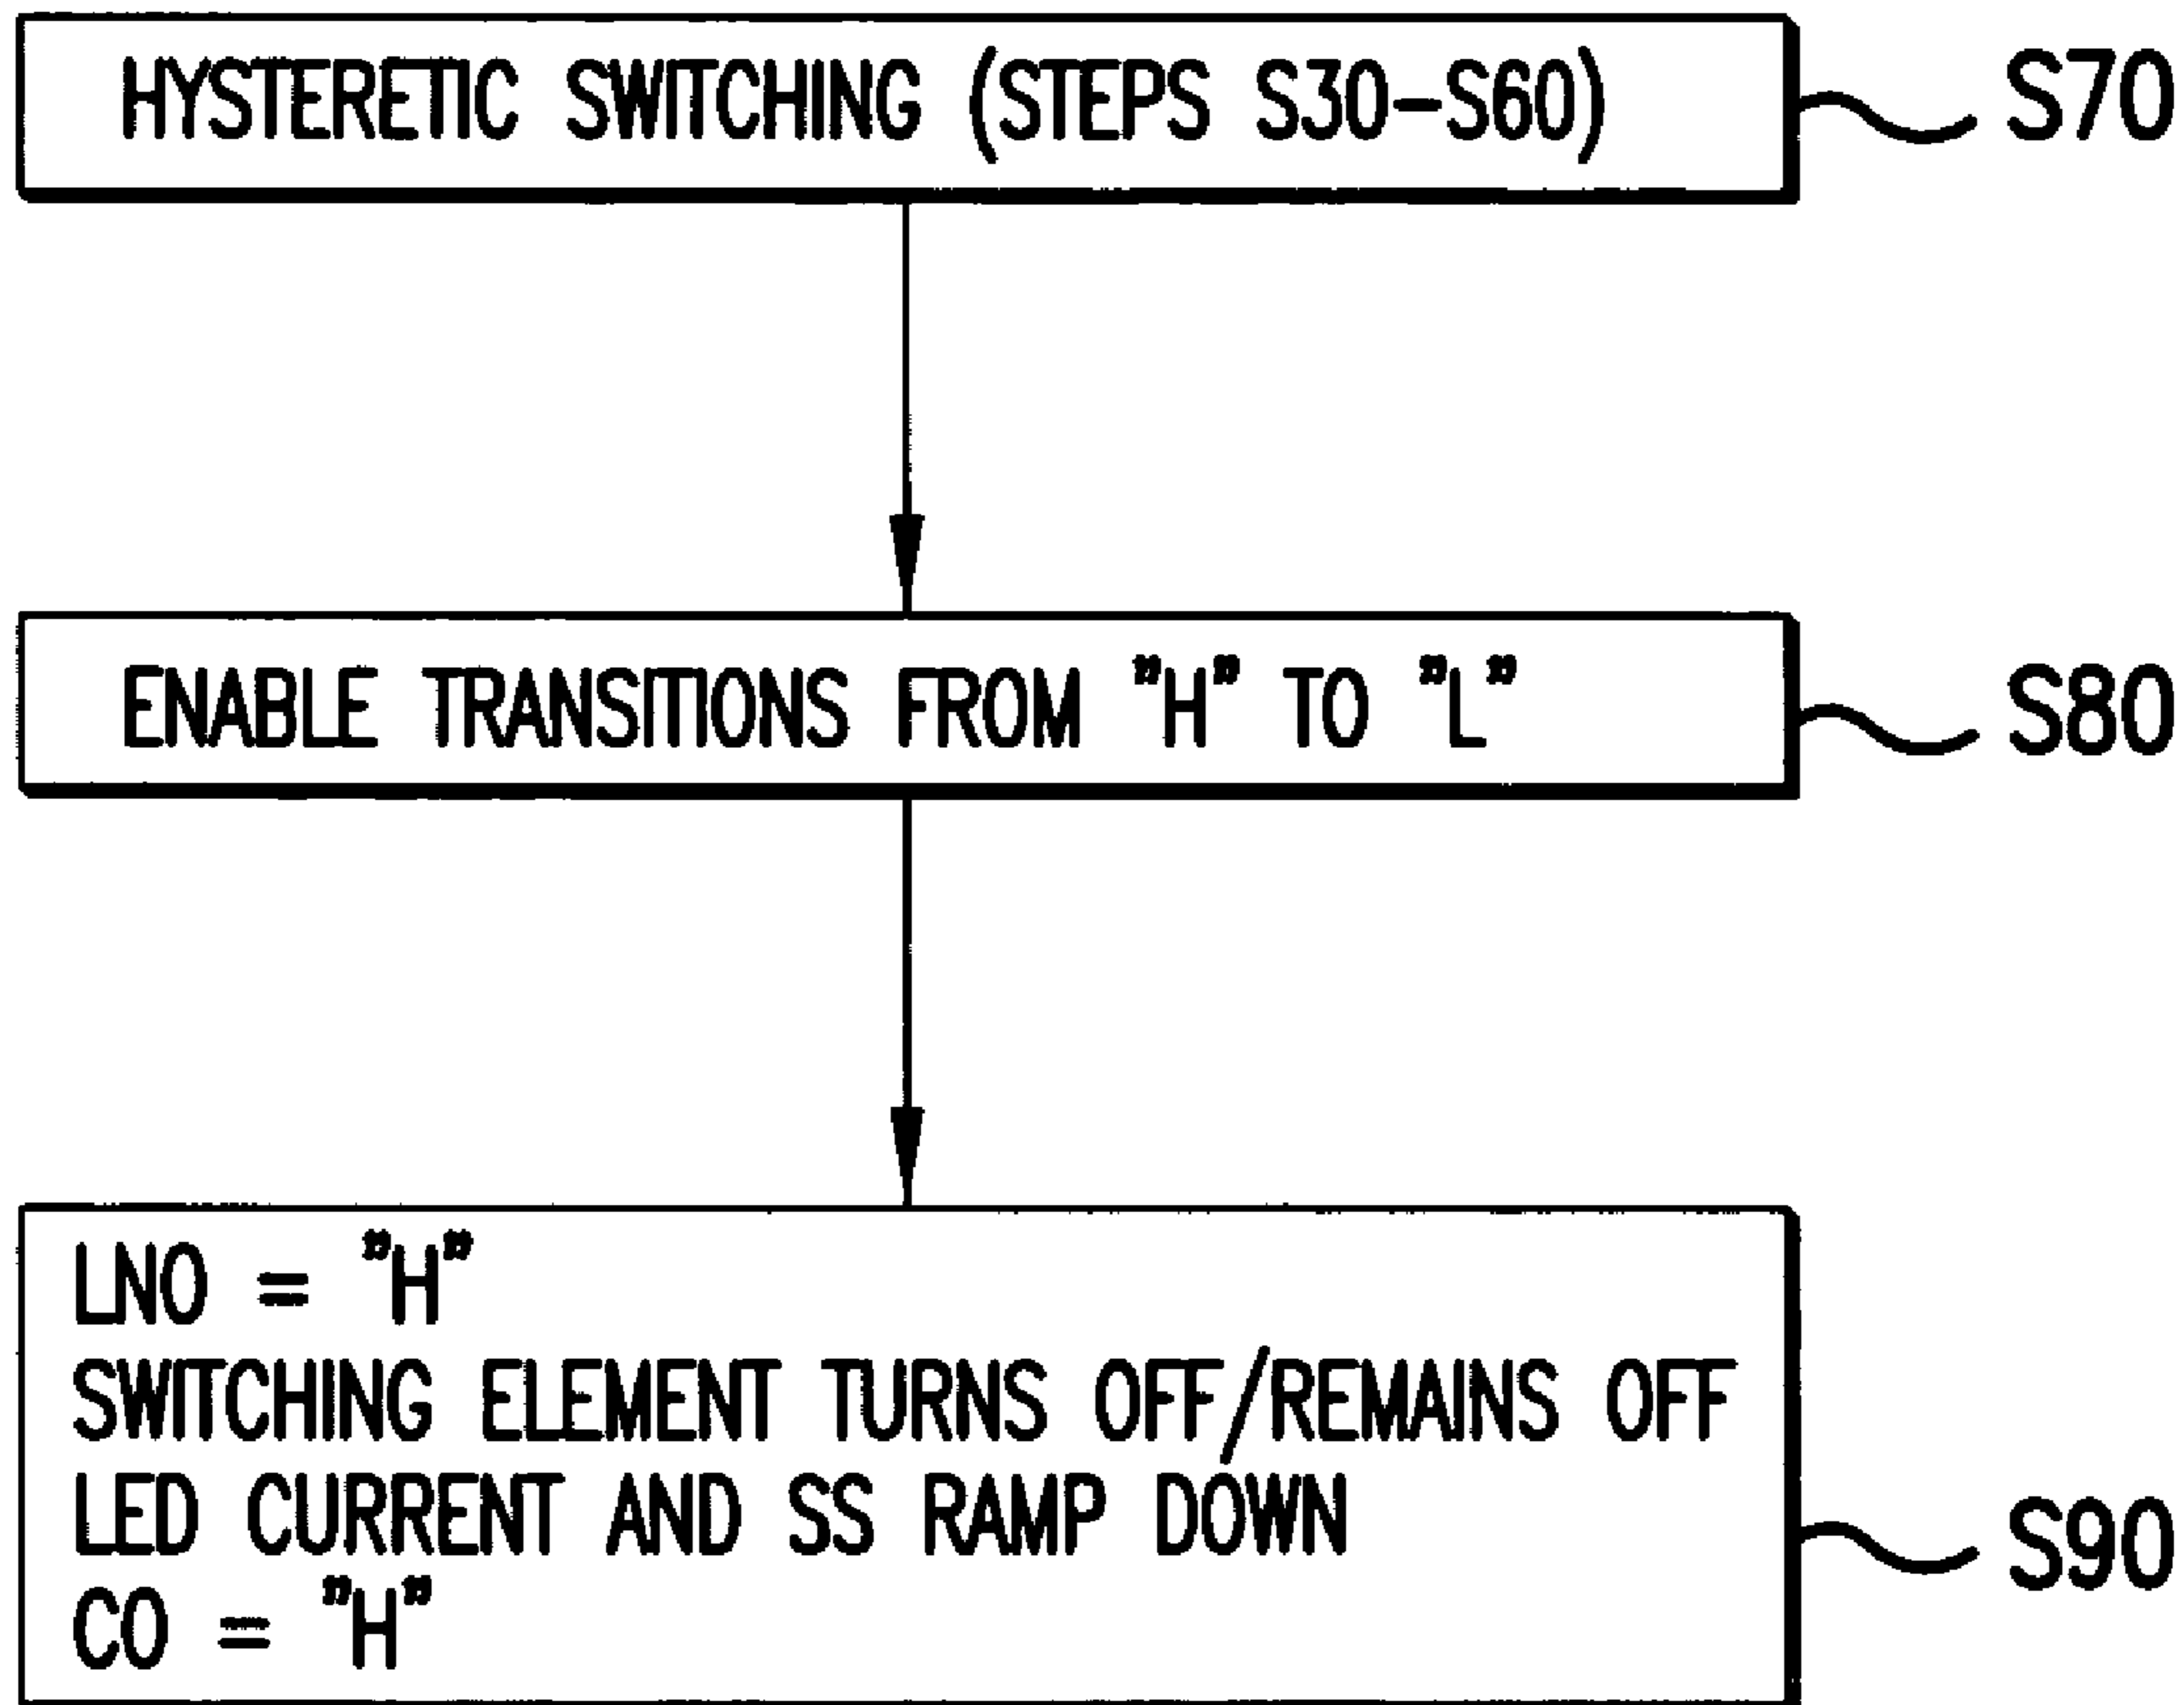 HYSTERETIC SWITCHING (STEPS S30-S60)
S70
ENABLE TRANSITIONS FROM "H" TO "L"
S80
LNO = "H"
SWITCHING ELEMENT TURNS OFF/REMAINS OFF
LED CURRENT AND SS RAMP DOWN
S90
CO = "H"